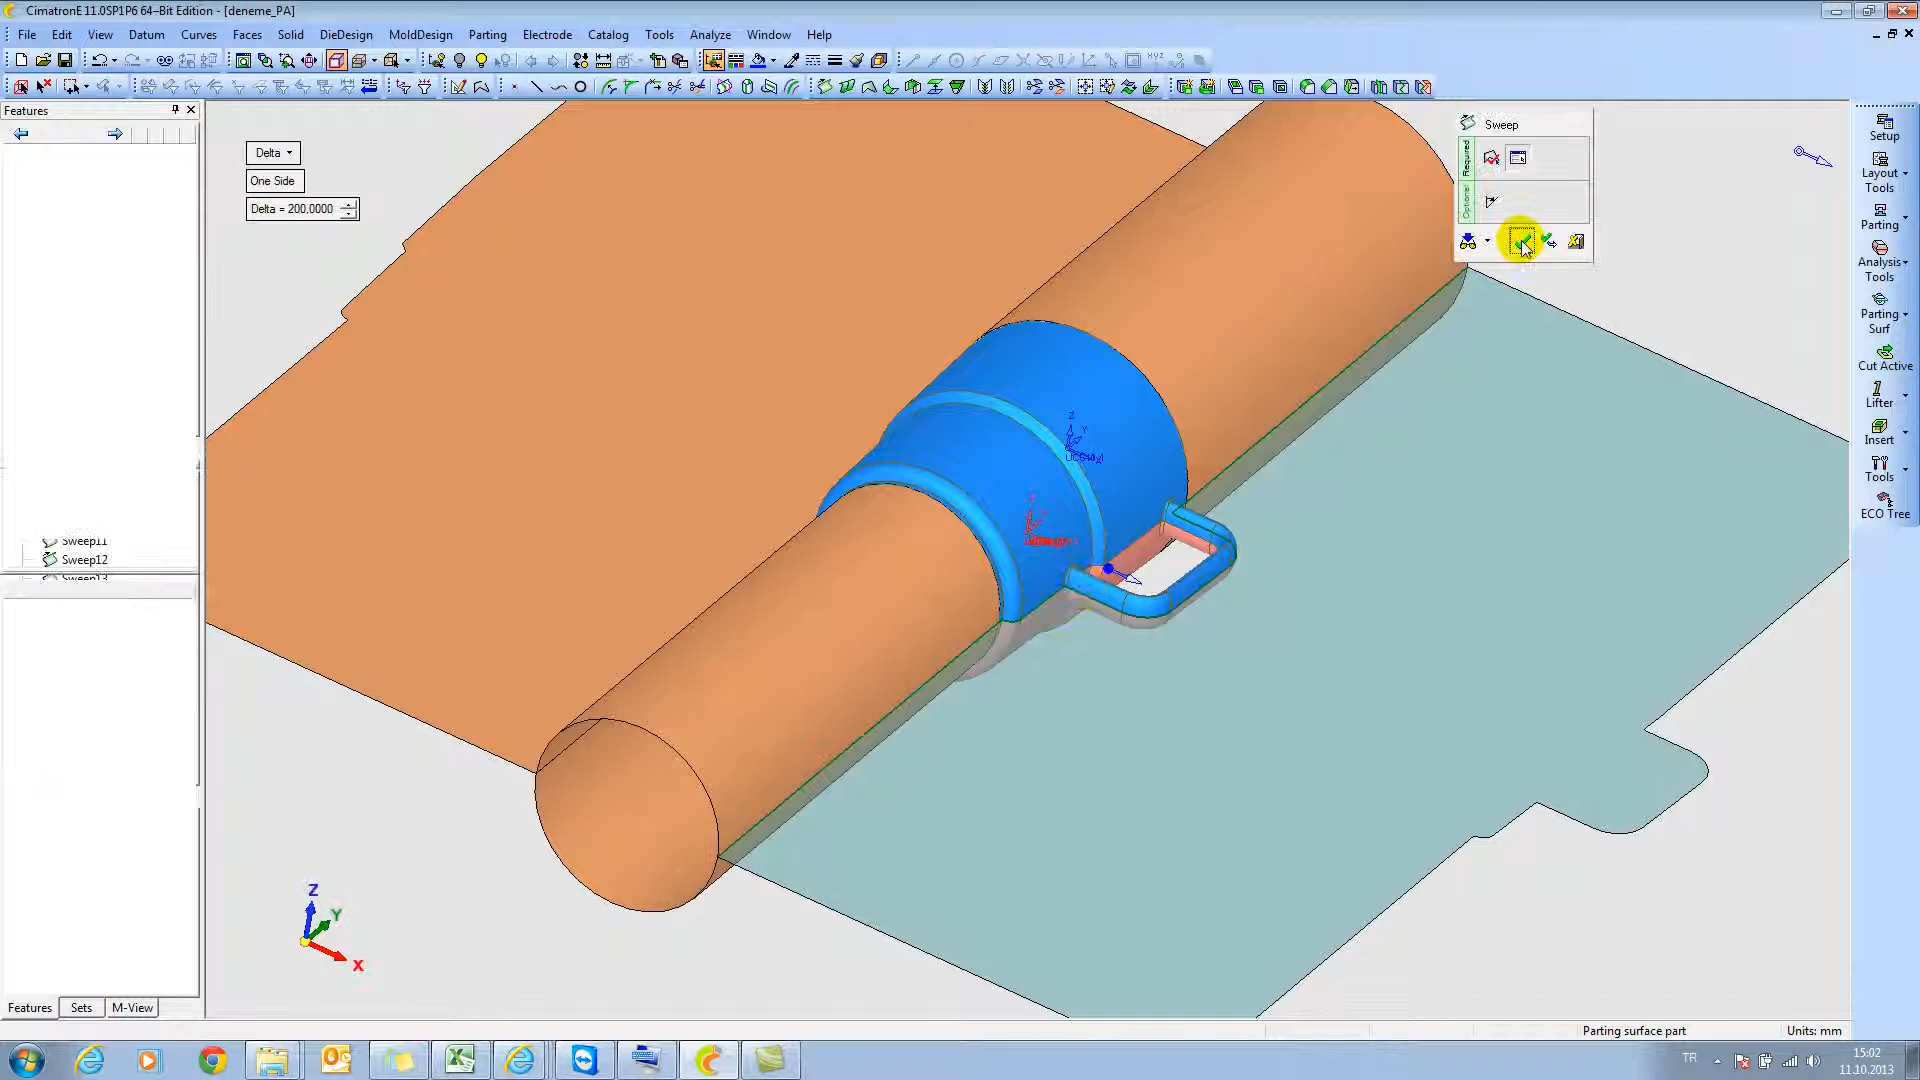 CimatronE 11.0SP1P6 64-Bit Edition - [deneme_PA]
File Edit View Datum Curves Faces Solid DieDesign MoldDesign Parting Electrode Catalog Tools Analyze Window Help
Features
Delta
One Side
Delta = 200,0000
Sweep
Required
Optional
Sweep11
Sweep12
Sweep13
Z
Y
Z
Y
X
Setup
Layout
Tools
Parting
Analysis
Tools
Parting
Surf
Cut Active
Lifter
Insert
Tools
ECO Tree
Features Sets M-View
Parting surface part Units: mm
TR
15:02
11.10.2013